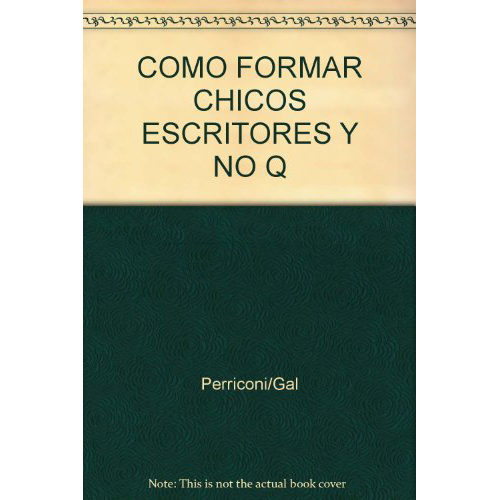 COMO FORMAR
CHICOS
ESCRITORES Y
NO Q
Perriconi/Gal
Note: This is not the actual book cover